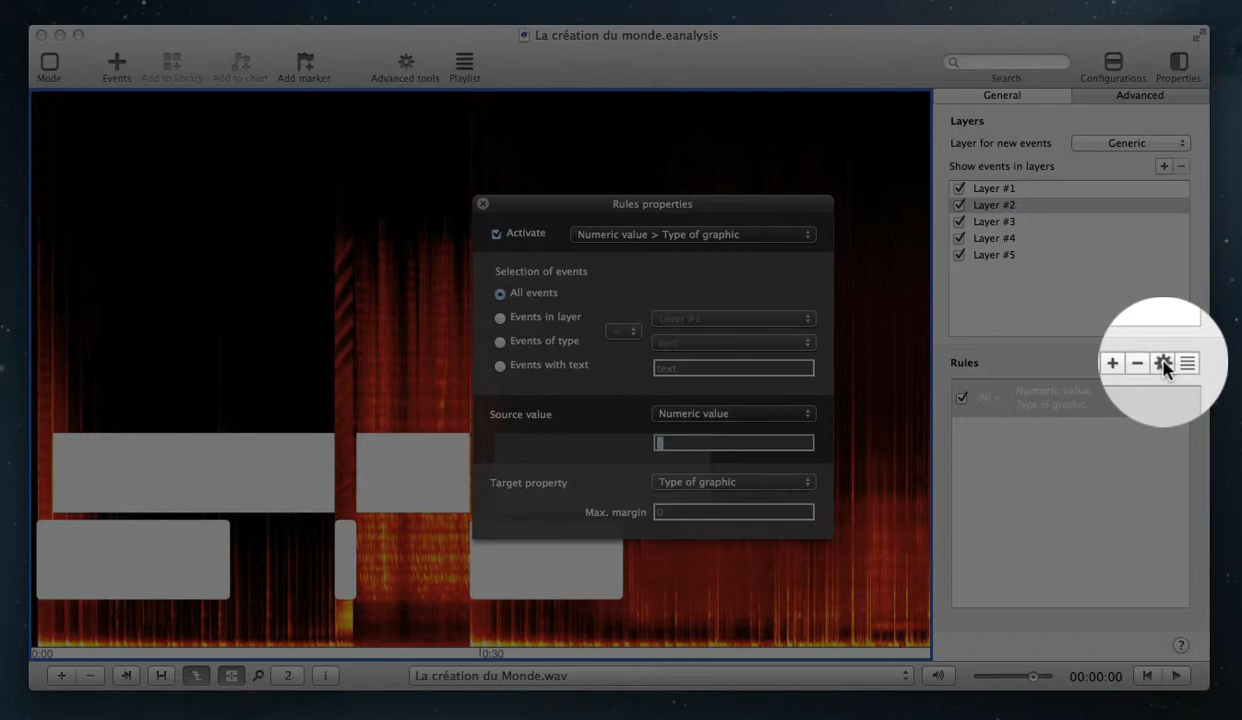 La création du monde.eanalysis
Mode
Events
Add to library
Add to chart
Add marker
Advanced tools
Playlist
Search
Configurations
Properties
General
Advanced
Layers
Layer for new events
Generic
Show events in layers
Layer #1
Layer #2
Layer #3
Layer #4
Layer #5
Rules properties
Activate
Numeric value > Type of graphic
Selection of events
All events
Events in layer
=
Layer #1
Events of type
text
Events with text
text
Source value
Numeric value
Target property
Type of graphic
Max. margin
0
Rules
All =
Numeric value
Type of graphic
0:00
0:30
2
i
La création du Monde.wav
00:00:00
?